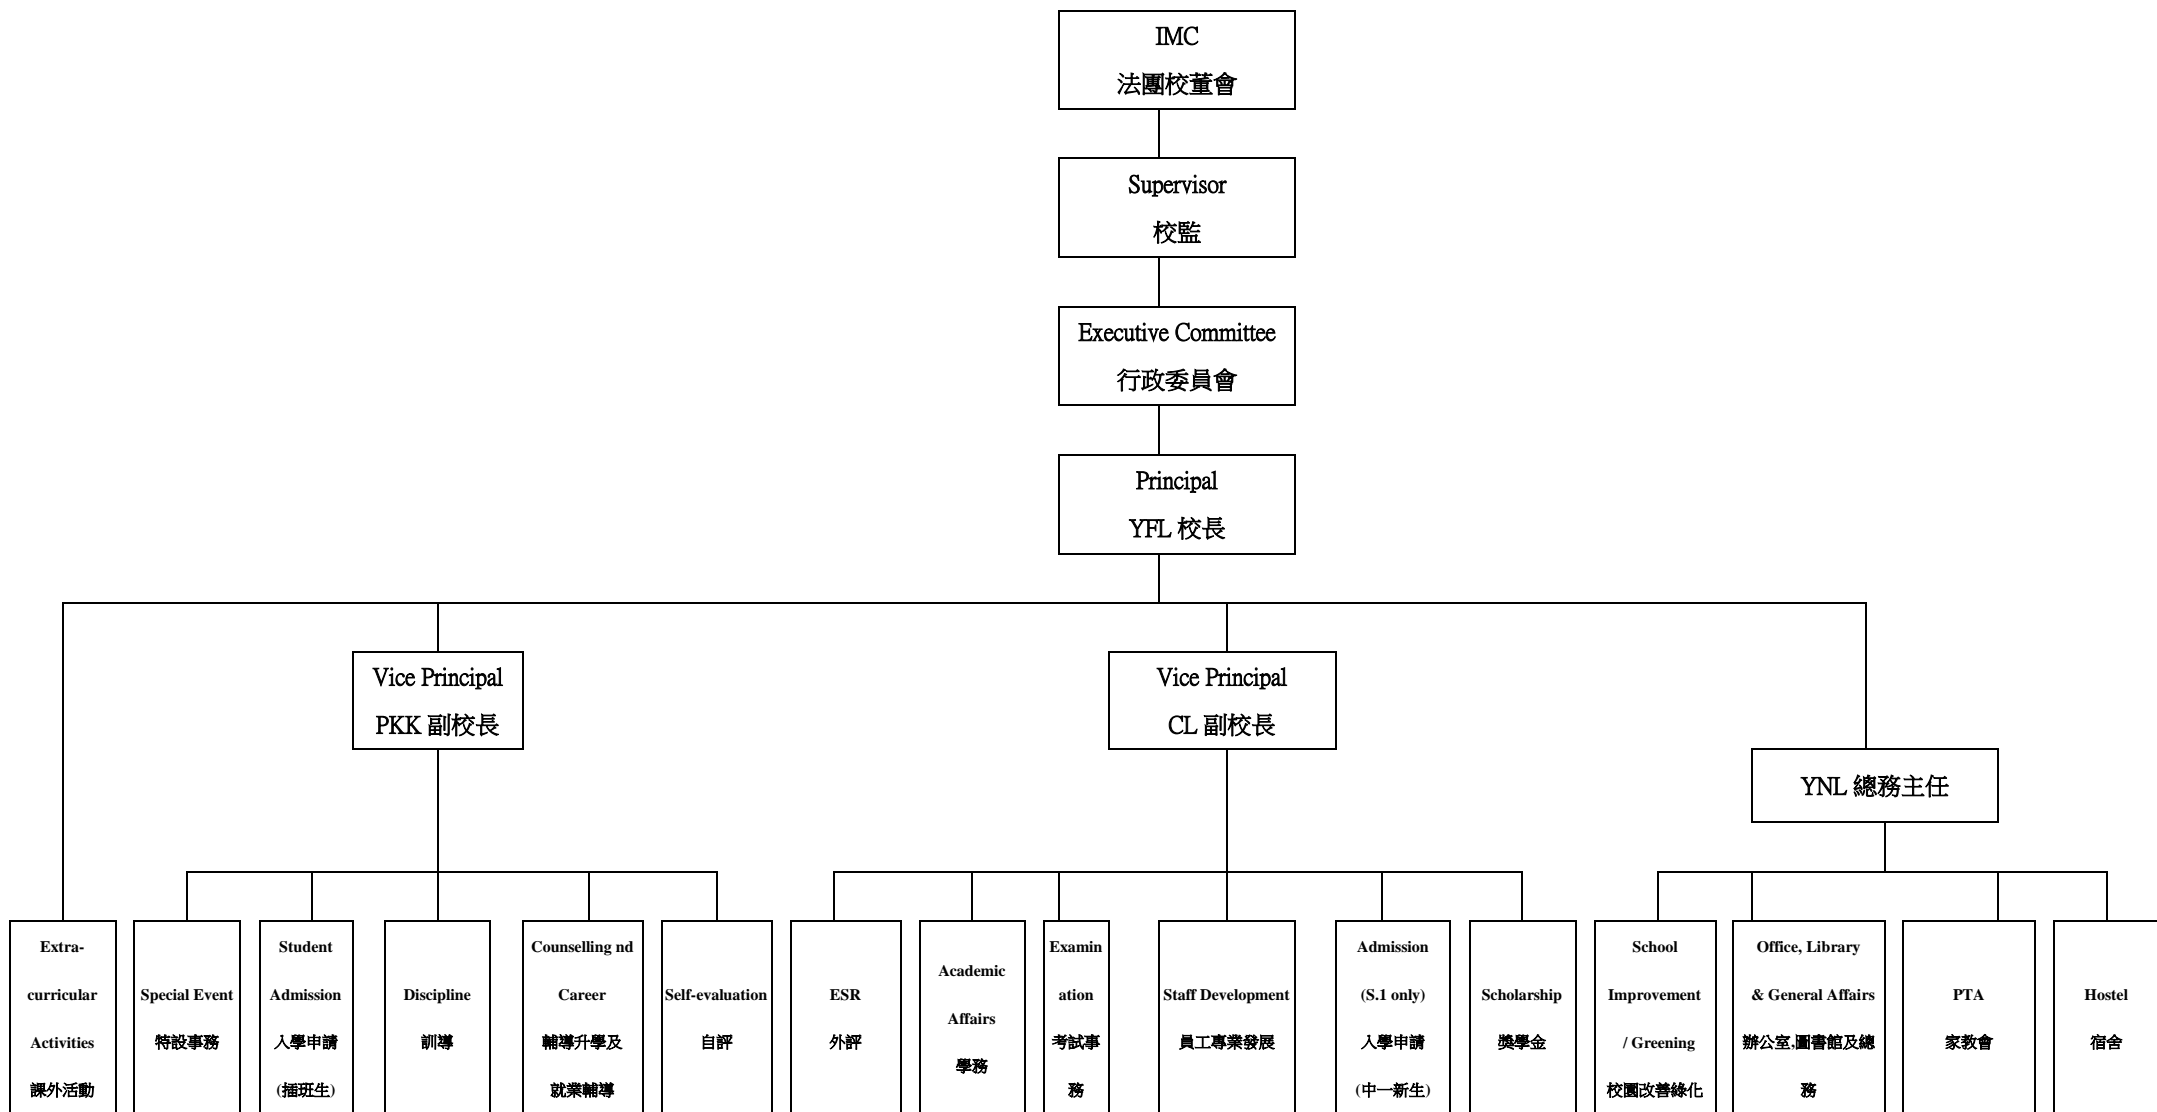 IMC
法團校董會
Supervisor
校監
Executive Committee
行政委員會
Principal
YFL 校長
Vice Principal
PKK 副校長
Vice Principal
CL 副校長
YNL 總務主任
Extra-
curricular
Activities
課外活動
Special Event
特設事務
Student
Admission
入學申請
(插班生)
Discipline
訓導
Counselling nd
Career
輔導升學及
就業輔導
Self-evaluation
自評
ESR
外評
Academic
Affairs
學務
Examin
ation
考試事
務
Staff Development
員工專業發展
Admission
(S.1 only)
入學申請
(中一新生)
Scholarship
獎學金
School
Improvement
/ Greening
校園改善綠化
Office, Library
& General Affairs
辦公室,圖書館及總
務
PTA
家教會
Hostel
宿舍